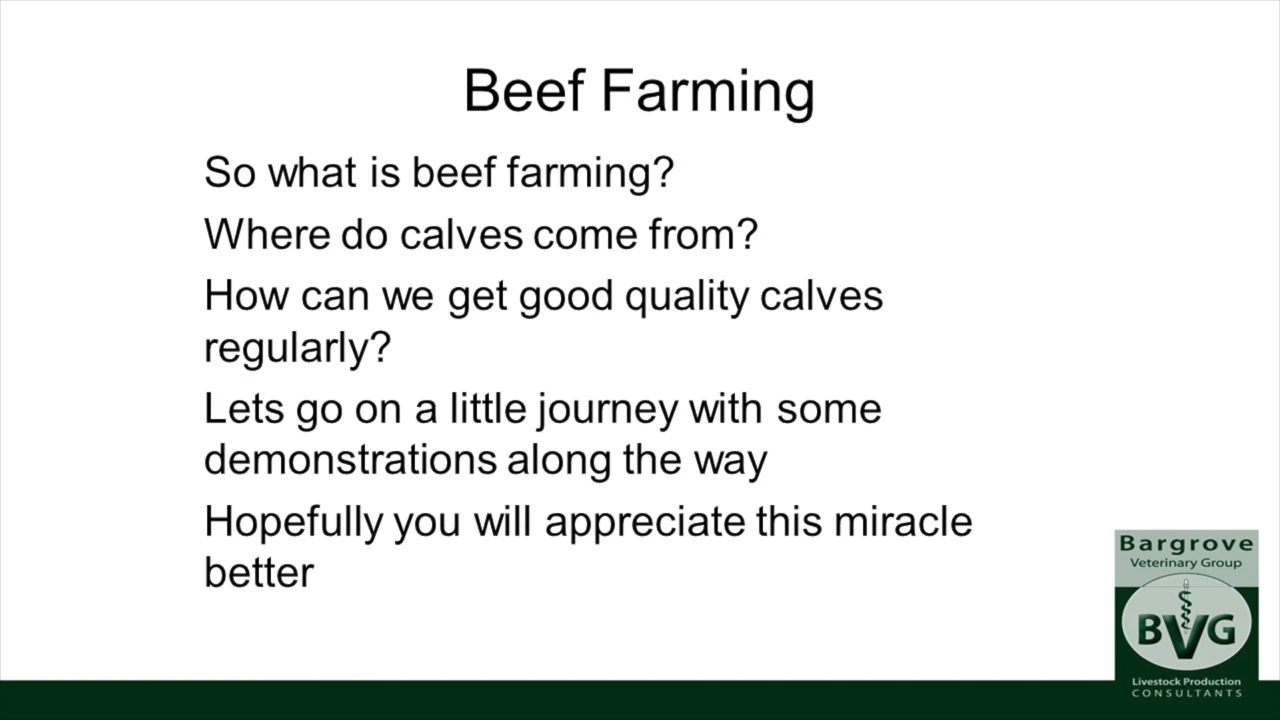 Beef Farming
So what is beef farming?
Where do calves come from?
How can we get good quality calves
regularly?
Lets go on a little journey with some
demonstrations along the way
Hopefully you will appreciate this miracle
better
Bargrove
Veterinary Group
BVG
Livestock Production
CONSULTANTS